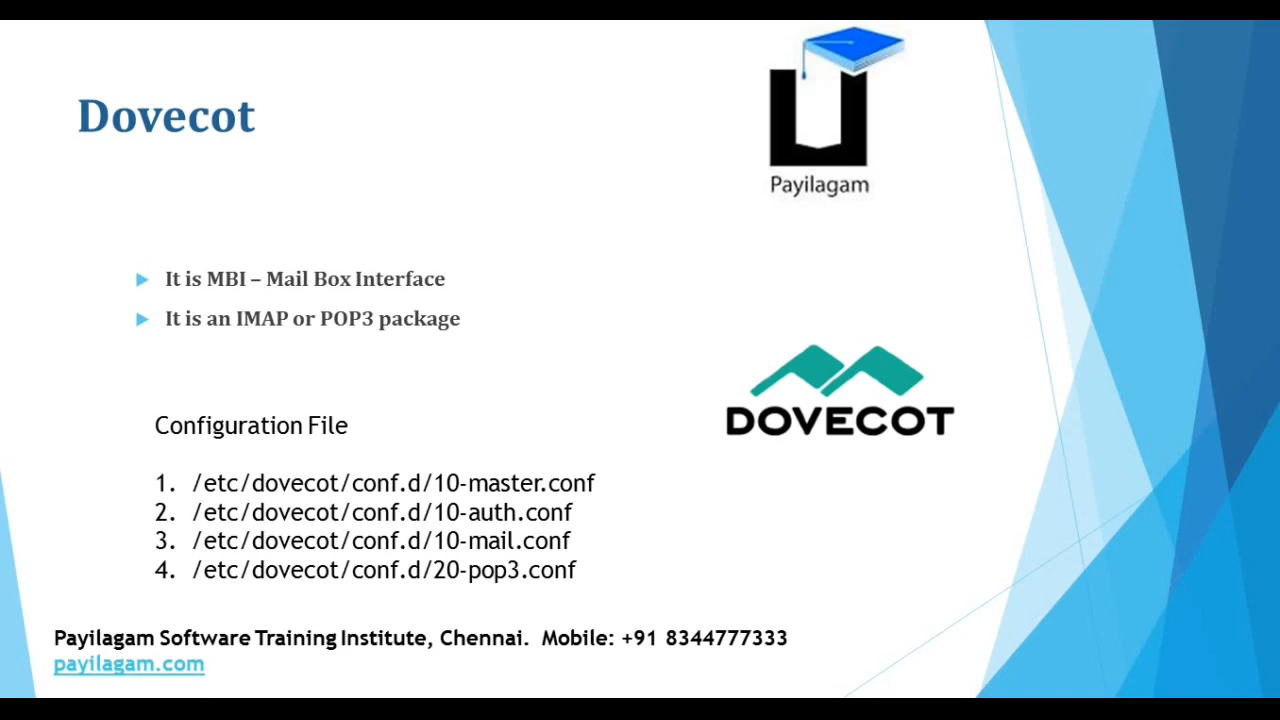 Dovecot
Payilagam
It is MBI – Mail Box Interface
It is an IMAP or POP3 package
DOVECOT
Configuration File
1. /etc/dovecot/conf.d/10-master.conf
2. /etc/dovecot/conf.d/10-auth.conf
3. /etc/dovecot/conf.d/10-mail.conf
4. /etc/dovecot/conf.d/20-pop3.conf
Payilagam Software Training Institute, Chennai. Mobile: +91 8344777333
payilagam.com